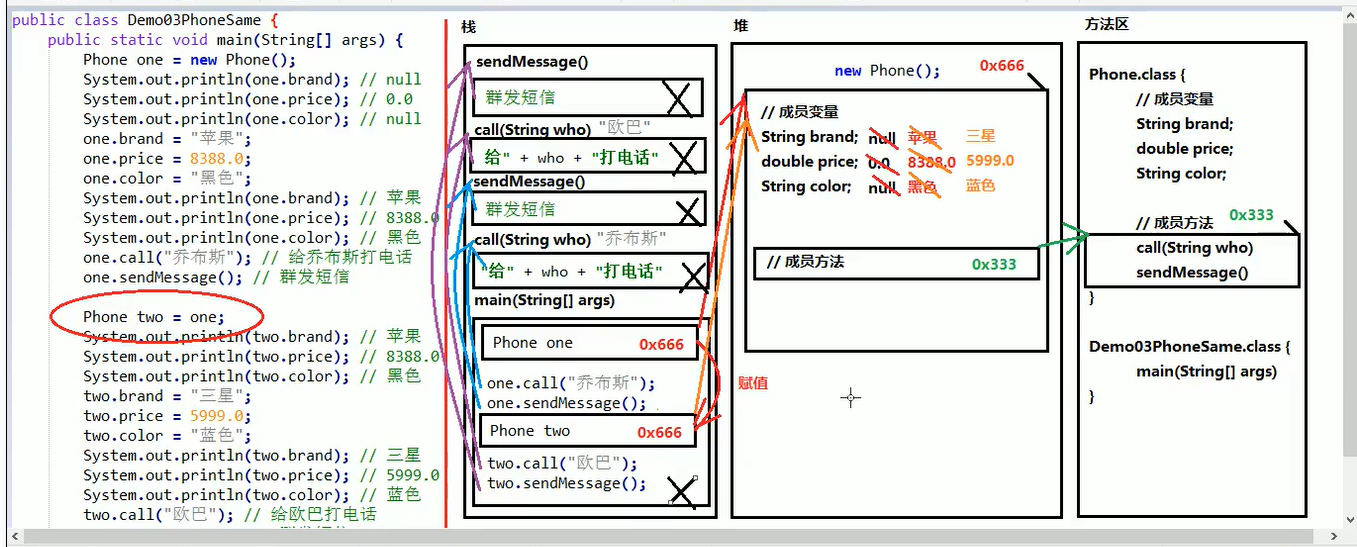 public class Demo03PhoneSame {
public static void main(String[] args) {
Phone one = new Phone();
System.out.println(one.brand); // null
System.out.println(one.price); // 0.0
System.out.println(one.color); // null
one.brand = "苹果";
one.price = 8388.0;
one.color = "黑色";
System.out.println(one.brand); // 苹果
System.out.println(one.price); // 8388.0
System.out.println(one.color); // 黑色
one.call("乔布斯"); // 给乔布斯打电话
one.sendMessage(); // 群发短信
Phone two = one;
System.out.println(two.brand); // 苹果
System.out.println(two.price); // 8388.0
System.out.println(two.color); // 黑色
two.brand = "三星";
two.price = 5999.0;
two.color = "蓝色";
System.out.println(two.brand); // 三星
System.out.println(two.price); // 5999.0
System.out.println(two.color); // 蓝色
two.call("欧巴"); // 给欧巴打电话
栈
sendMessage()
群发短信
call(String who) "欧巴"
给" + who + "打电话"
sendMessage()
群发短信
call(String who) "乔布斯"
"给" + who + "打电话"
main(String[] args)
Phone one 0x666
one.call("乔布斯");
one.sendMessage();
Phone two 0x666
two.call("欧巴");
two.sendMessage();
赋值
堆
new Phone(); 0x666
// 成员变量
String brand; null 苹果 三星
double price; 0.0 8388.0 5999.0
String color; null 黑色 蓝色
// 成员方法 0x333
方法区
Phone.class {
// 成员变量
String brand;
double price;
String color;
// 成员方法 0x333
call(String who)
sendMessage()
}
Demo03PhoneSame.class {
main(String[] args)
}